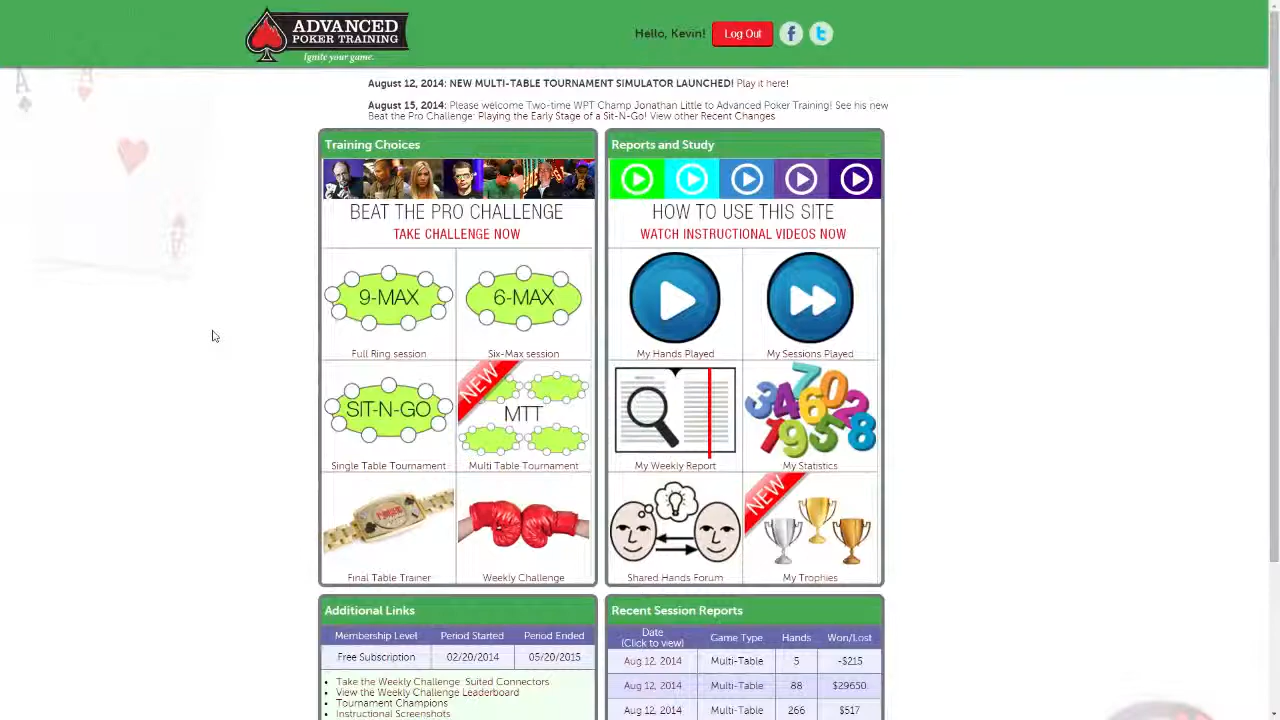 ADVANCED
POKER TRAINING
Ignite your game.
Hello, Kevin!
Log Out
August 12, 2014: NEW MULTI-TABLE TOURNAMENT SIMULATOR LAUNCHED! Play it here!
August 15, 2014: Please welcome Two-time WPT Champ Jonathan Little to Advanced Poker Training! See his new
Beat the Pro Challenge: Playing the Early Stage of a Sit-N-Go! View other Recent Changes
Training Choices
BEAT THE PRO CHALLENGE
TAKE CHALLENGE NOW
9-MAX
6-MAX
Full Ring session
Six-Max session
SIT-N-GO
NEW
MTT
Single Table Tournament
Multi Table Tournament
Final Table Trainer
Weekly Challenge
Reports and Study
HOW TO USE THIS SITE
WATCH INSTRUCTIONAL VIDEOS NOW
My Hands Played
My Sessions Played
My Weekly Report
My Statistics
NEW
Shared Hands Forum
My Trophies
Additional Links
Membership Level Period Started Period Ended
Free Subscription 02/20/2014 05/20/2015
Take the Weekly Challenge: Suited Connectors
View the Weekly Challenge Leaderboard
Tournament Champions
Instructional Screenshots
Recent Session Reports
Date
(Click to view) Game Type Hands Won/Lost
Aug 12, 2014 Multi-Table 5 -$215
Aug 12, 2014 Multi-Table 88 $29650
Aug 12, 2014 Multi-Table 266 $517